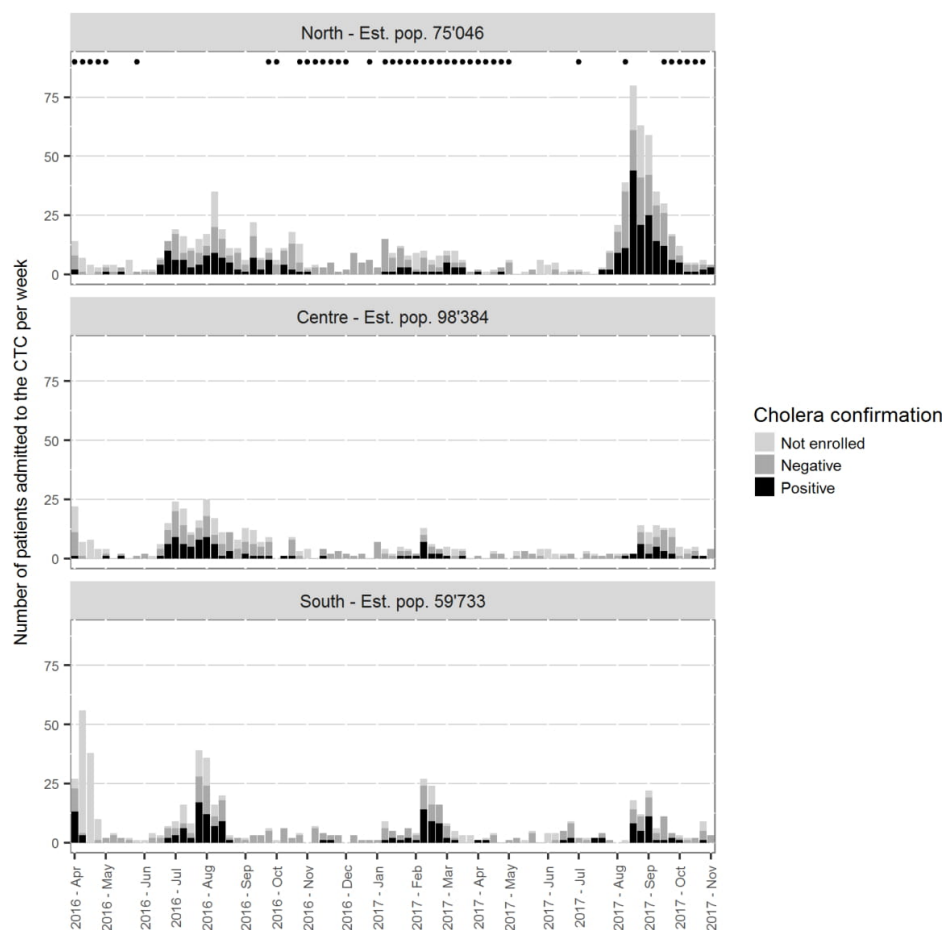 North - Est. pop. 75'046
75
50
25
0
Centre - Est. pop. 98'384
75
50
25
0
South - Est. pop. 59'733
75
50
25
0
Number of patients admitted to the CTC per week
2016 - Apr
2016 - May
2016 - Jun
2016 - Jul
2016 - Aug
2016 - Sep
2016 - Oct
2016 - Nov
2016 - Dec
2017 - Jan
2017 - Feb
2017 - Mar
2017 - Apr
2017 - May
2017 - Jun
2017 - Jul
2017 - Aug
2017 - Sep
2017 - Oct
2017 - Nov
Cholera confirmation
Not enrolled
Negative
Positive